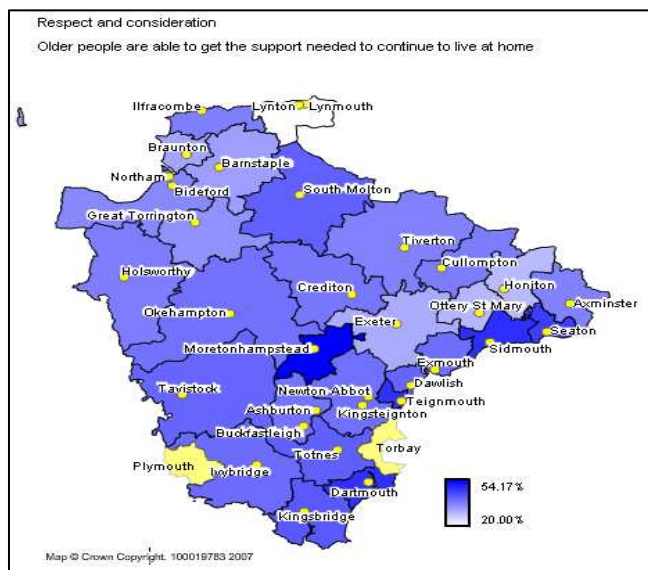 Respect and consideration
Older people are able to get the support needed to continue to live at home
Ilfracombe
Lynton
Lynmouth
Braunton
Barnstaple
Northam
Bideford
South Molton
Great Torrington
Tiverton
Cullompton
Holsworthy
Crediton
Honiton
Axminster
Okehampton
Exeter
Ottery St Mary
Seaton
Sidmouth
Moretonhampstead
Exmouth
Tavistock
Newton Abbot
Dawlish
Teignmouth
Ashburton
Kingsteignton
Buckfastleigh
Torbay
Plymouth
Ivybridge
Totnes
Dartmouth
Kingsbridge
54.17%
20.00%
Map © Crown Copyright. 100019783 2007